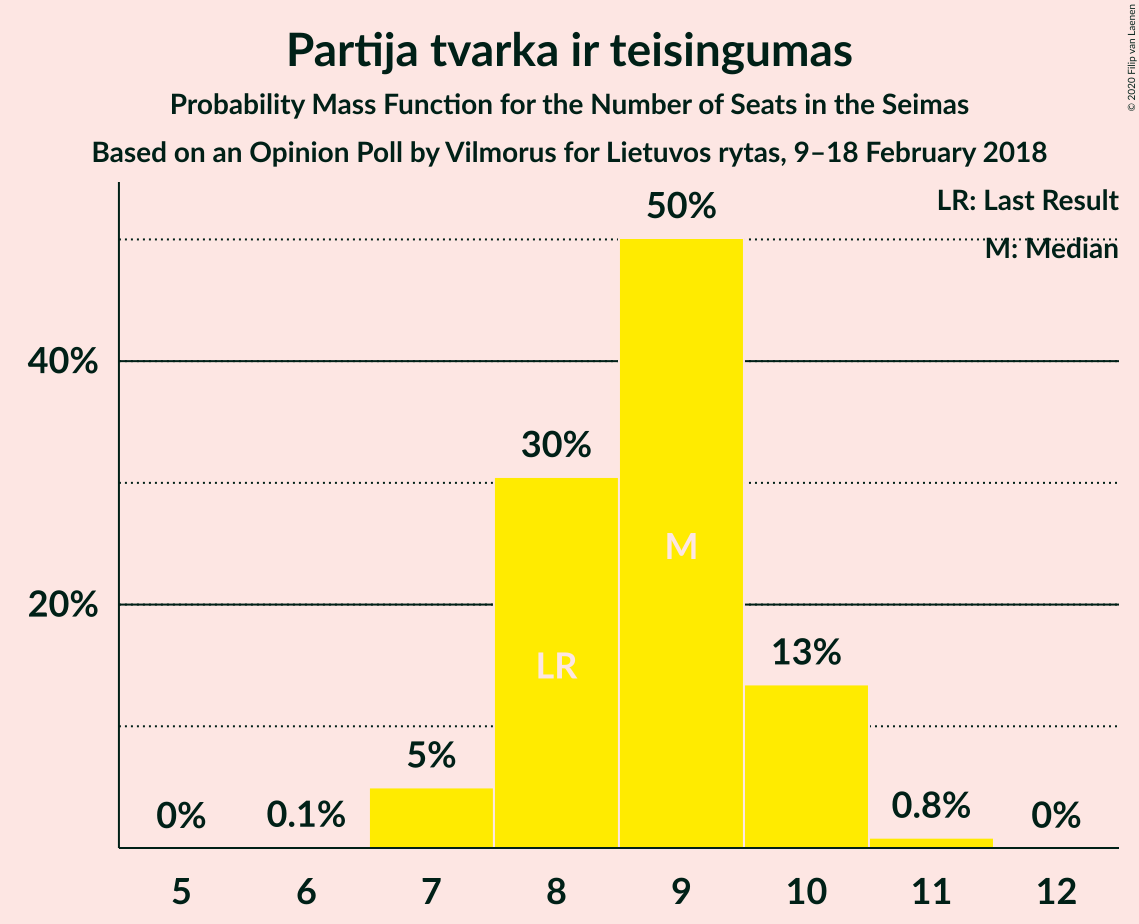 Partija tvarka ir teisingumas
Probability Mass Function for the Number of Seats in the Seimas
Based on an Opinion Poll by Vilmorus for Lietuvos rytas, 9–18 February 2018
© 2020 Filip van Laenen
LR: Last Result
M: Median
50%
40%
30%
M
20%
LR
13%
5%
0%
0.1%
0.8%
0%
5 6 7 8 9 10 11 12